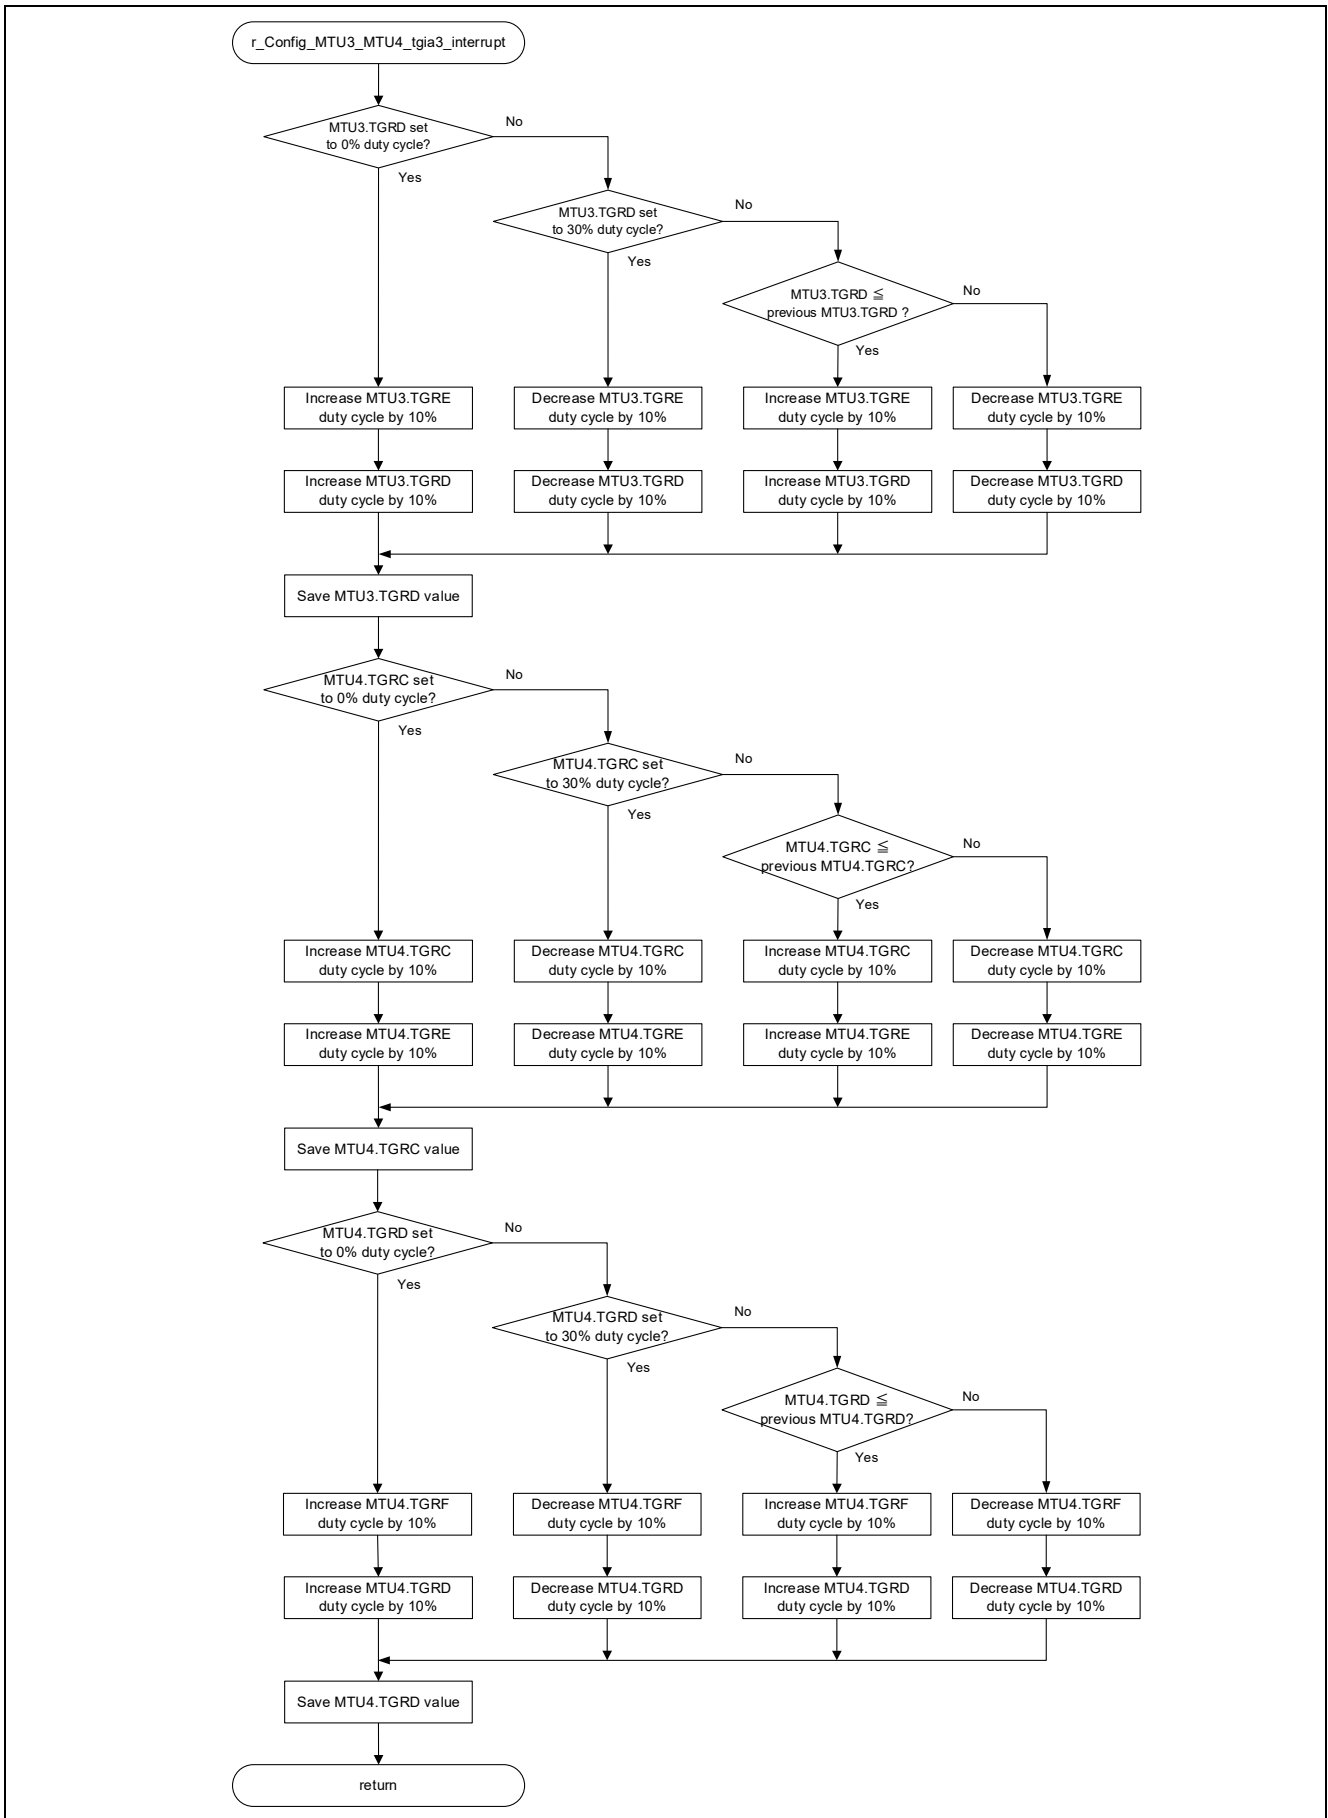 r_Config_MTU3_MTU4_tgia3_interrupt
MTU3.TGRD set
to 0% duty cycle?
No
Yes
MTU3.TGRD set
to 30% duty cycle?
No
Yes
MTU3.TGRD ≦
previous MTU3.TGRD ?
No
Yes
Increase MTU3.TGRE
duty cycle by 10%
Decrease MTU3.TGRE
duty cycle by 10%
Increase MTU3.TGRE
duty cycle by 10%
Decrease MTU3.TGRE
duty cycle by 10%
Increase MTU3.TGRD
duty cycle by 10%
Decrease MTU3.TGRD
duty cycle by 10%
Increase MTU3.TGRD
duty cycle by 10%
Decrease MTU3.TGRD
duty cycle by 10%
Save MTU3.TGRD value
MTU4.TGRC set
to 0% duty cycle?
No
Yes
MTU4.TGRC set
to 30% duty cycle?
No
Yes
MTU4.TGRC ≦
previous MTU4.TGRC?
No
Yes
Increase MTU4.TGRC
duty cycle by 10%
Decrease MTU4.TGRC
duty cycle by 10%
Increase MTU4.TGRC
duty cycle by 10%
Decrease MTU4.TGRC
duty cycle by 10%
Increase MTU4.TGRE
duty cycle by 10%
Decrease MTU4.TGRE
duty cycle by 10%
Increase MTU4.TGRE
duty cycle by 10%
Decrease MTU4.TGRE
duty cycle by 10%
Save MTU4.TGRC value
MTU4.TGRD set
to 0% duty cycle?
No
Yes
MTU4.TGRD set
to 30% duty cycle?
No
Yes
MTU4.TGRD ≦
previous MTU4.TGRD?
No
Yes
Increase MTU4.TGRF
duty cycle by 10%
Decrease MTU4.TGRF
duty cycle by 10%
Increase MTU4.TGRF
duty cycle by 10%
Decrease MTU4.TGRF
duty cycle by 10%
Increase MTU4.TGRD
duty cycle by 10%
Decrease MTU4.TGRD
duty cycle by 10%
Increase MTU4.TGRD
duty cycle by 10%
Decrease MTU4.TGRD
duty cycle by 10%
Save MTU4.TGRD value
return